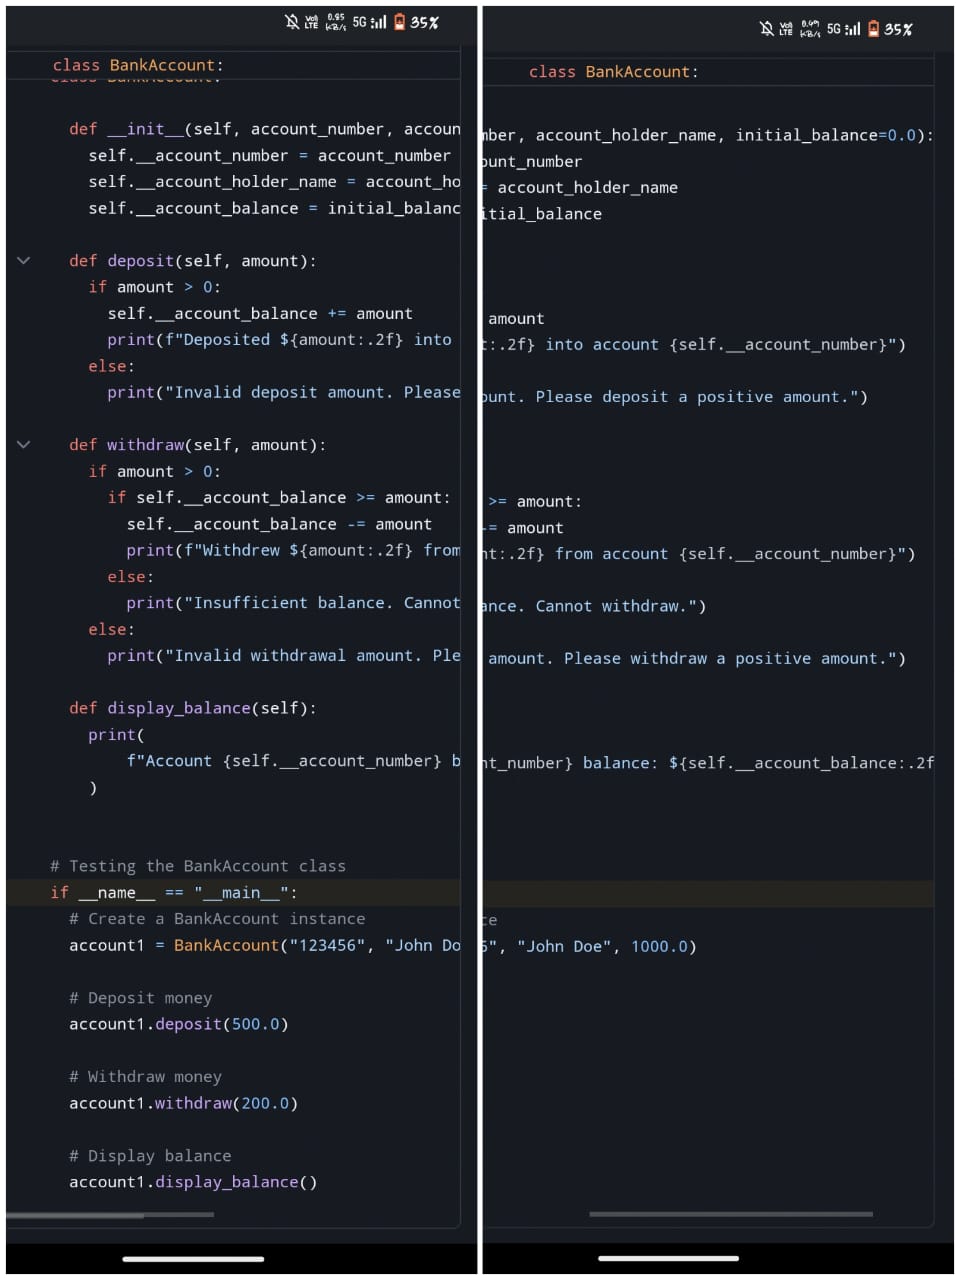 Vo) LTE 0.85 KB/s 5G 35%
class BankAccount:
class BankAccount:
def __init__(self, account_number, accoun
self.__account_number = account_number
self.__account_holder_name = account_ho
self.__account_balance = initial_balanc
def deposit(self, amount):
if amount > 0:
self.__account_balance += amount
print(f"Deposited ${amount:.2f} into
else:
print("Invalid deposit amount. Please
def withdraw(self, amount):
if amount > 0:
if self.__account_balance >= amount:
self.__account_balance -= amount
print(f"Withdrew ${amount:.2f} from
else:
print("Insufficient balance. Cannot
else:
print("Invalid withdrawal amount. Ple
def display_balance(self):
print(
f"Account {self.__account_number} b
)
# Testing the BankAccount class
if __name__ == "__main__":
# Create a BankAccount instance
account1 = BankAccount("123456", "John Do
# Deposit money
account1.deposit(500.0)
# Withdraw money
account1.withdraw(200.0)
# Display balance
account1.display_balance()
Vo) LTE 0.49 KB/s 5G 35%
class BankAccount:
mber, account_holder_name, initial_balance=0.0):
ount_number
= account_holder_name
itial_balance
amount
t:.2f} into account {self.__account_number}")
ount. Please deposit a positive amount.")
>= amount:
-= amount
nt:.2f} from account {self.__account_number}")
ance. Cannot withdraw.")
amount. Please withdraw a positive amount.")
nt_number} balance: ${self.__account_balance:.2f
ce
6", "John Doe", 1000.0)